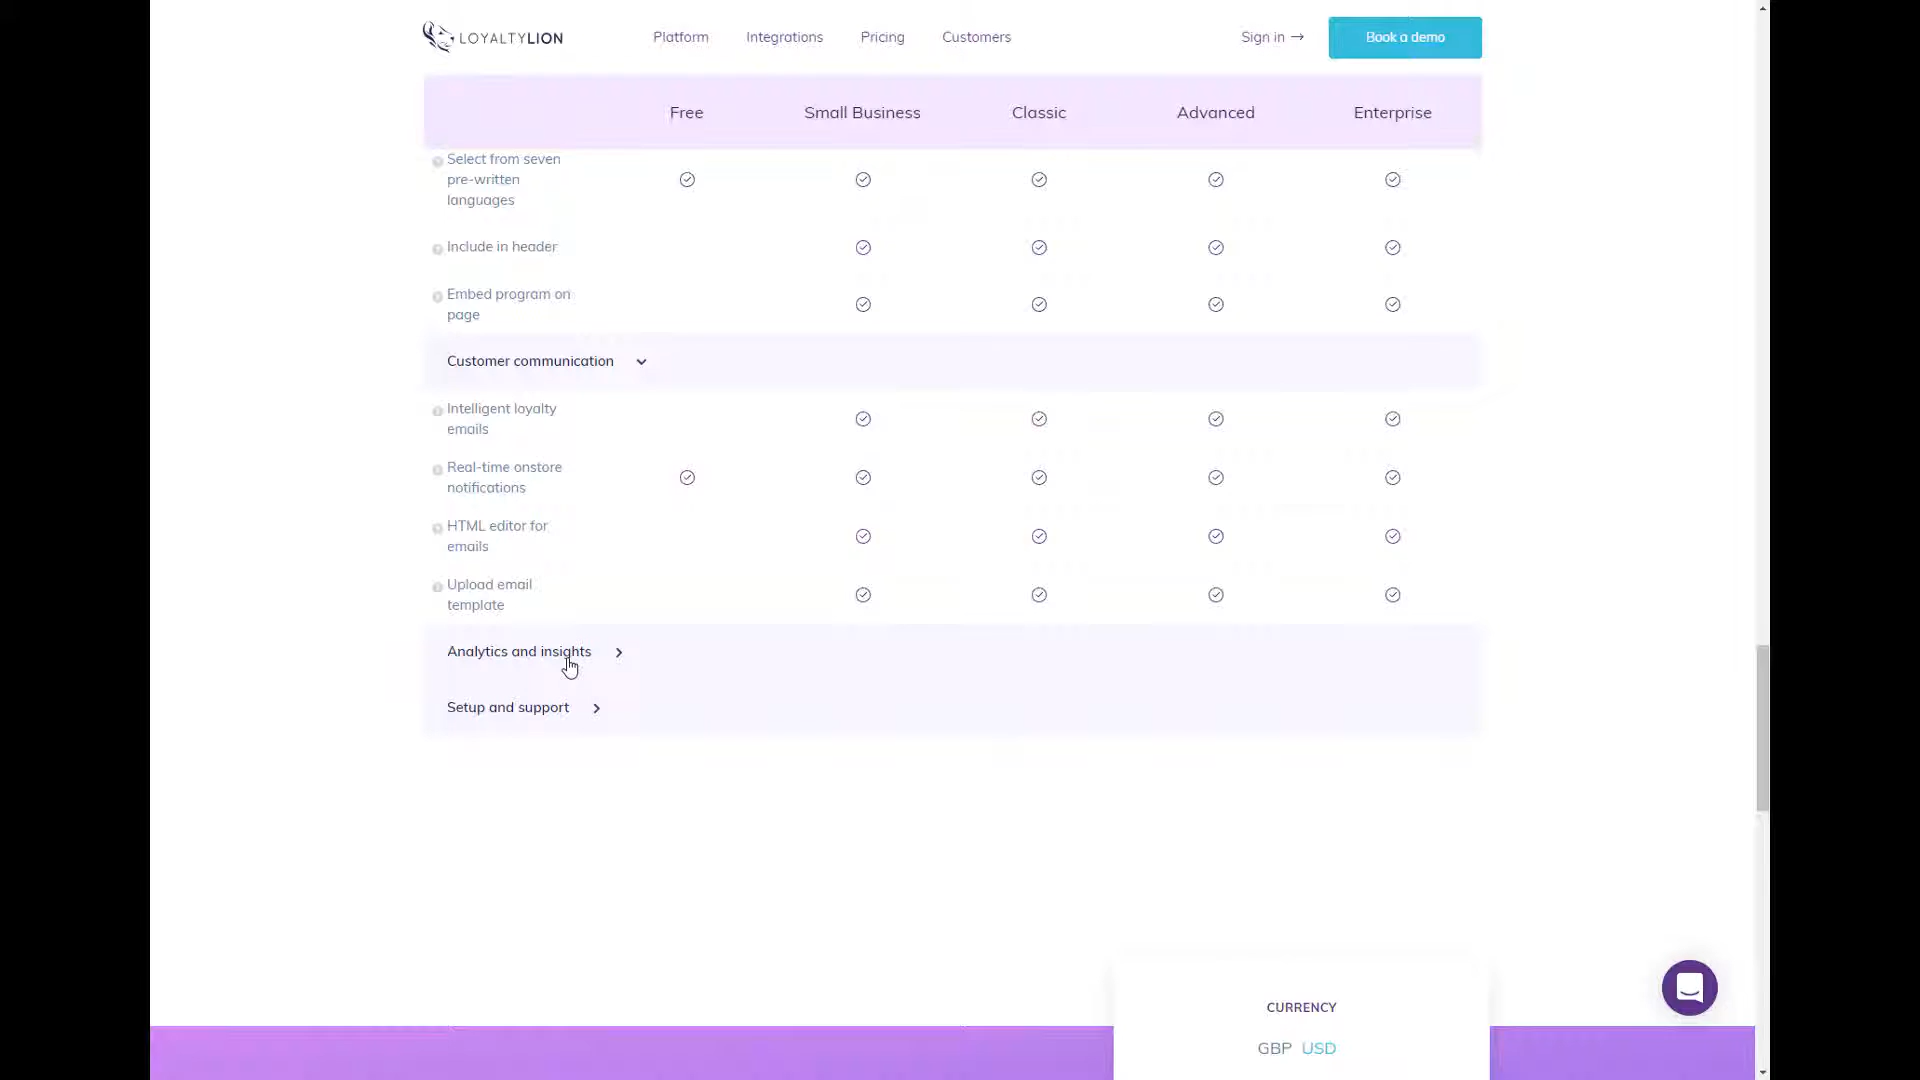 LOYALTYLION
Platform
Integrations
Pricing
Customers
Sign in →
Book a demo
Free
Small Business
Classic
Advanced
Enterprise
Select from seven
pre-written
languages
Include in header
Embed program on
page
Customer communication
Intelligent loyalty
emails
Real-time onstore
notifications
HTML editor for
emails
Upload email
template
Analytics and insights
Setup and support
CURRENCY
GBP USD